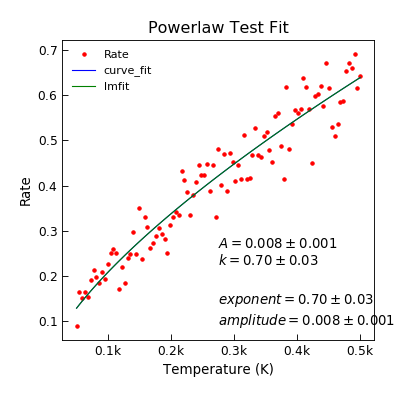 Powerlaw Test Fit
0.7
0.6
0.5
0.4
0.3
0.2
0.1
Rate
Rate
curve_fit
lmfit
A = 0.008 ± 0.001
k = 0.70 ± 0.03
exponent = 0.70 ± 0.03
amplitude = 0.008 ± 0.001
0.1k 0.2k 0.3k 0.4k 0.5k
Temperature (K)